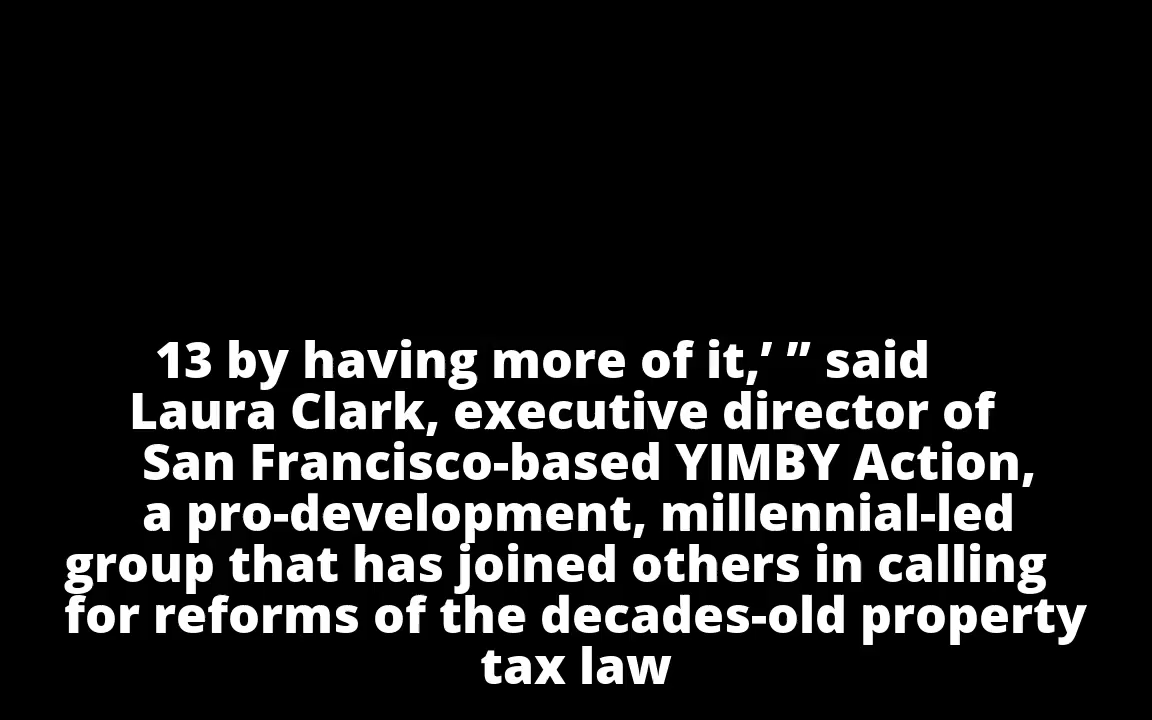 13 by having more of it,’ ” said
Laura Clark, executive director of
San Francisco-based YIMBY Action,
a pro-development, millennial-led
group that has joined others in calling
for reforms of the decades-old property
tax law